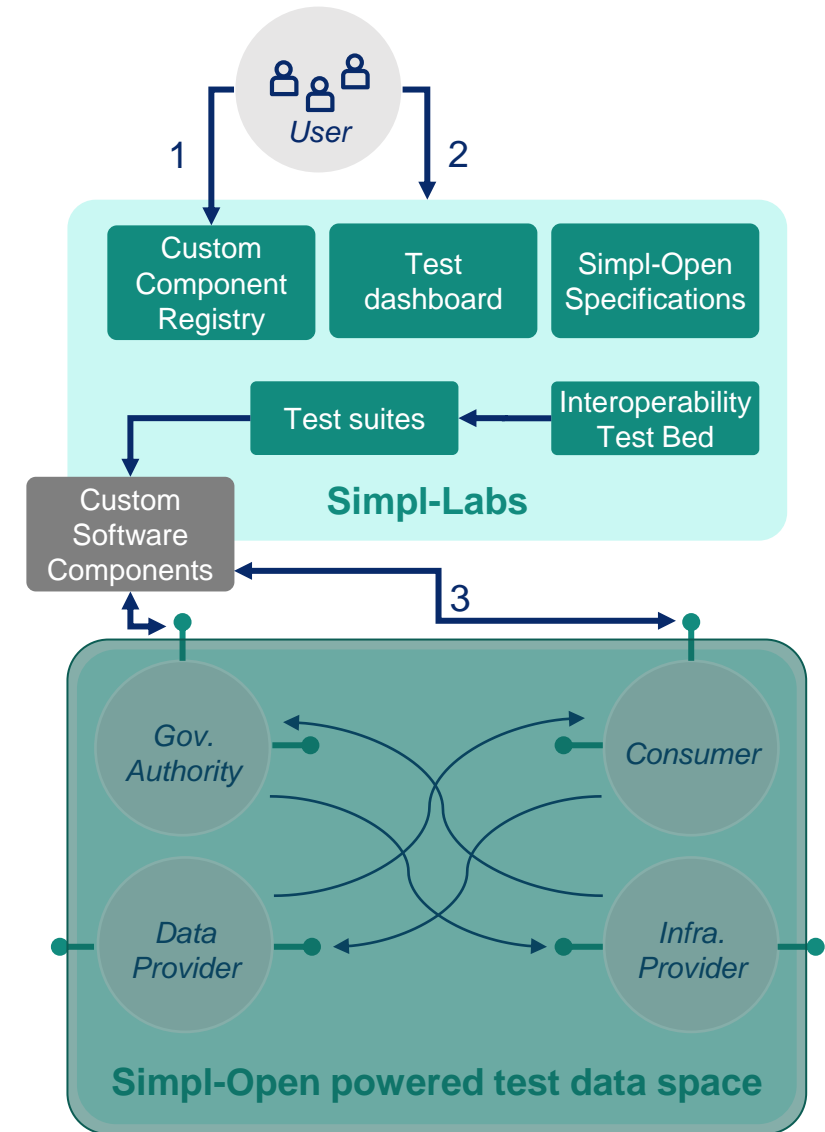 User
1
2
Custom
Component
Registry
Test
dashboard
Simpl-Open
Specifications
Test suites
Interoperability
Test Bed
Simpl-Labs
Custom
Software
Components
3
Gov.
Authority
Consumer
Data
Provider
Infra.
Provider
Simpl-Open powered test data space